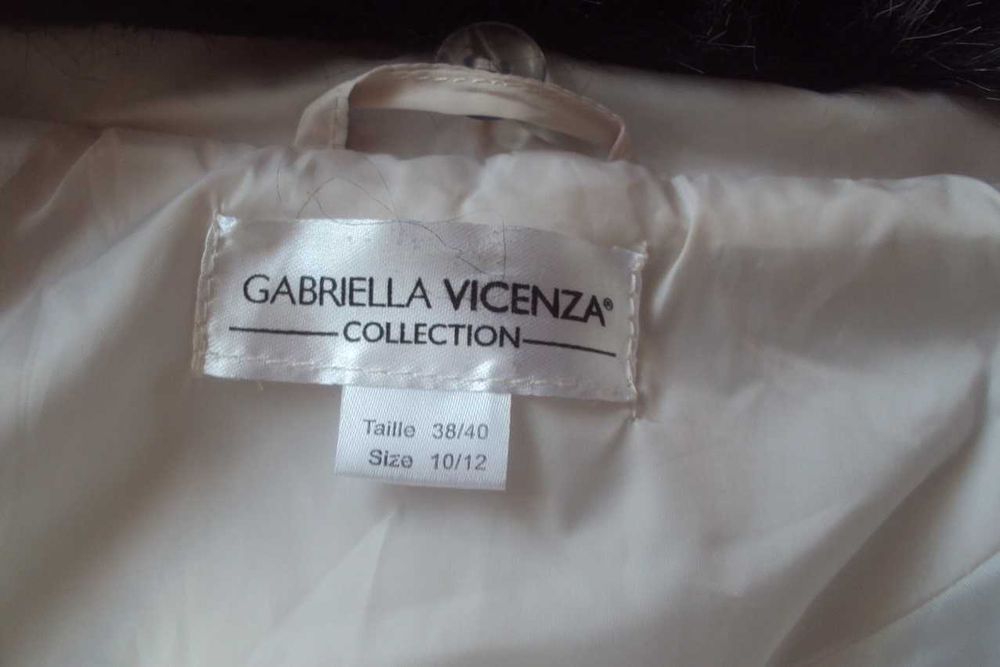 GABRIELLA VICENZA®
COLLECTION
Taille 38/40
Size 10/12